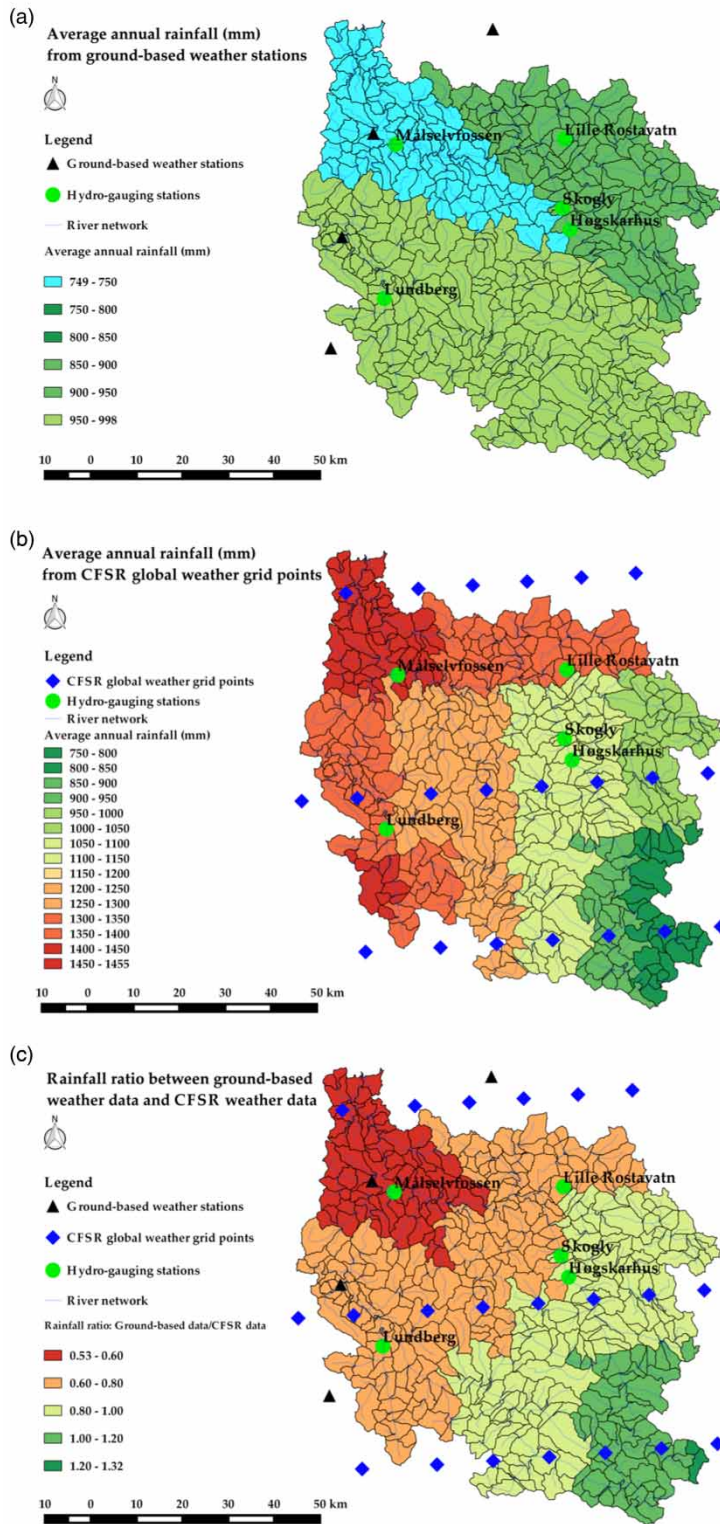 (a)
Average annual rainfall (mm)
from ground-based weather stations
N
Legend
Ground-based weather stations
Hydro-gauging stations
River network
Average annual rainfall (mm)
749 - 750
750 - 800
800 - 850
850 - 900
900 - 950
950 - 998
Målselvfossen
Lille Rostavatn
Skogly
Høgskarhus
Lundberg
10 0 10 20 30 40 50 km
(b)
Average annual rainfall (mm)
from CFSR global weather grid points
N
Legend
CFSR global weather grid points
Hydro-gauging stations
River network
Average annual rainfall (mm)
750 - 800
800 - 850
850 - 900
900 - 950
950 - 1000
1000 - 1050
1050 - 1100
1100 - 1150
1150 - 1200
1200 - 1250
1250 - 1300
1300 - 1350
1350 - 1400
1400 - 1450
1450 - 1455
Målselvfossen
Lille Rostavatn
Skogly
Høgskarhus
Lundberg
10 0 10 20 30 40 50 km
(c)
Rainfall ratio between ground-based
weather data and CFSR weather data
N
Legend
Ground-based weather stations
CFSR global weather grid points
Hydro-gauging stations
River network
Rainfall ratio: Ground-based data/CFSR data
0.53 - 0.60
0.60 - 0.80
0.80 - 1.00
1.00 - 1.20
1.20 - 1.32
Målselvfossen
Lille Rostavatn
Skogly
Høgskarhus
Lundberg
10 0 10 20 30 40 50 km